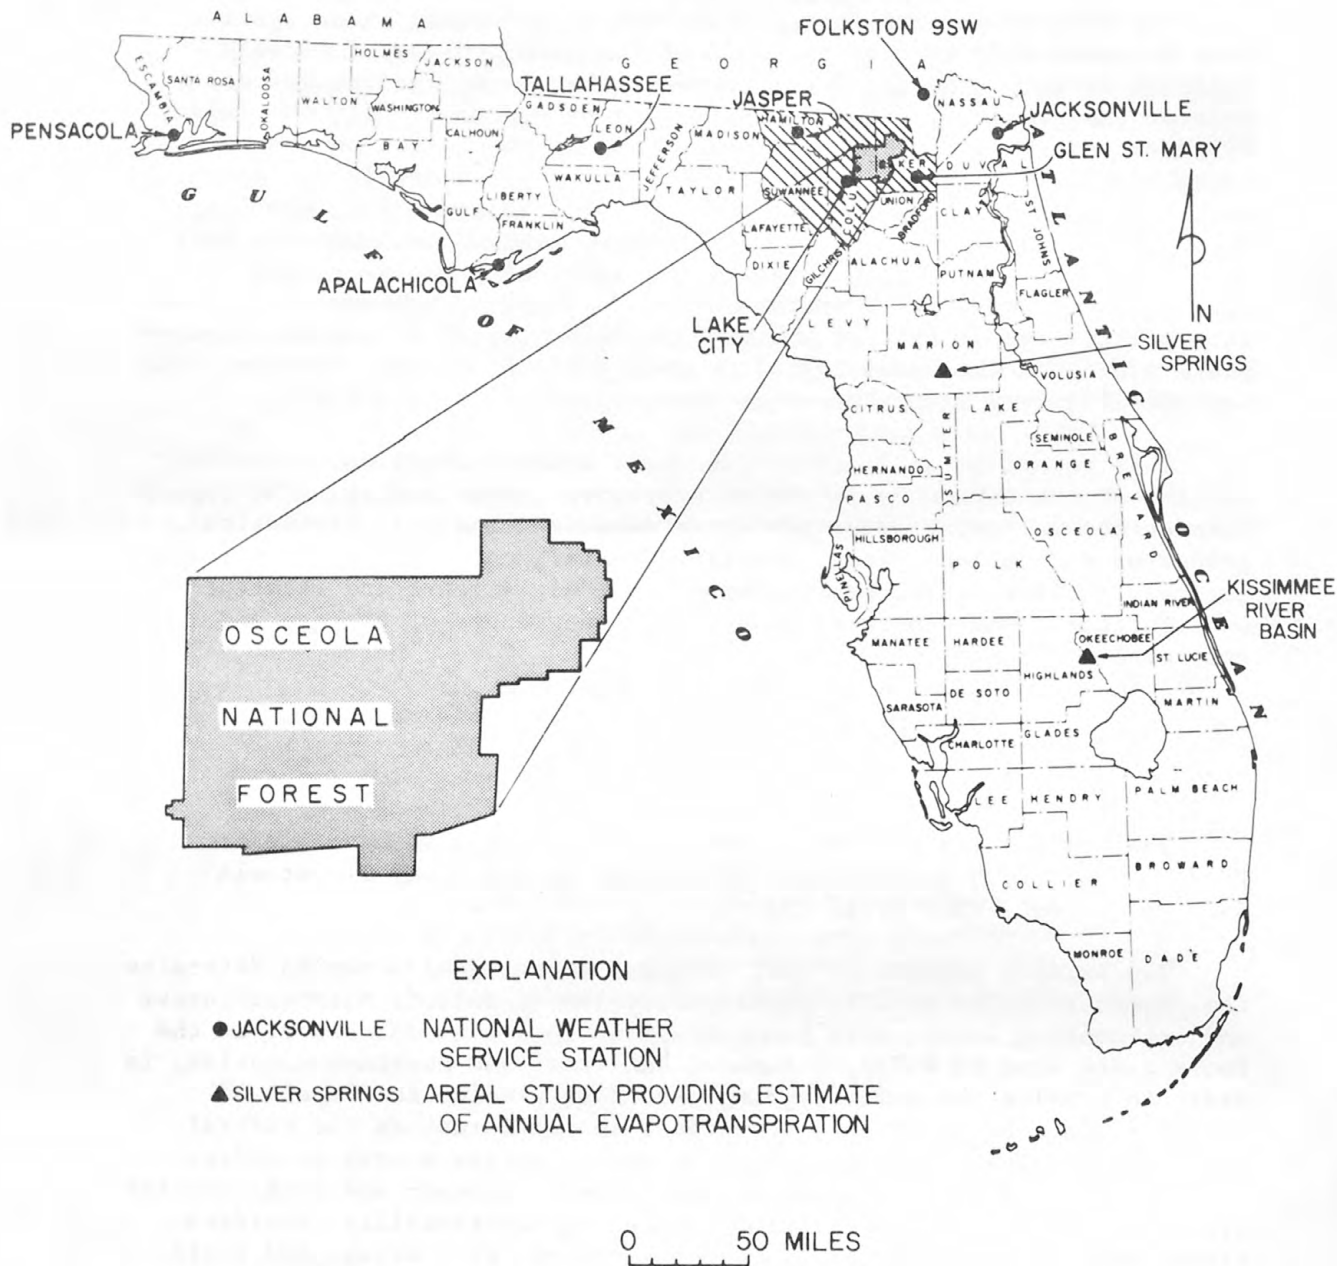 A L A B A M A
FOLKSTON 9SW
HOLMES
JACKSON
G E O R G I A
ESCAMBIA
SANTA ROSA
OKALOOSA
WALTON
WASHINGTON
TALLAHASSEE
GADSDEN
JASPER
NASSAU
JACKSONVILLE
PENSACOLA
CALHOUN
LEON
JEFFERSON
MADISON
HAMILTON
BAY
KER
DUVAL
GLEN ST. MARY
LIBERTY
WAKULLA
TAYLOR
SUWANNEE
COLU
UNION
BRADFORD
CLAY
ST. JOHNS
GULF
FRANKLIN
LAFAYETTE
DIXIE
GILCHRIST
ALACHUA
PUTNAM
FLAGLER
APALACHICOLA
LAKE
CITY
LEVY
MARION
N
SILVER
SPRINGS
VOLUSIA
CITRUS
SUMTER
LAKE
SEMINOLE
ORANGE
BREVARD
HERNANDO
PASCO
OSCEOLA
HILLSBOROUGH
PINELLAS
POLK
INDIAN RIVER
KISSIMMEE
RIVER
BASIN
MANATEE
HARDEE
OKEECHOBEE
ST. LUCIE
HIGHLANDS
DE SOTO
SARASOTA
MARTIN
CHARLOTTE
GLADES
LEE
HENDRY
PALM BEACH
BROWARD
COLLIER
MONROE
DADE
GULF OF MEXICO
ATLANTIC OCEAN
OSCEOLA
NATIONAL
FOREST
EXPLANATION
JACKSONVILLE NATIONAL WEATHER
SERVICE STATION
SILVER SPRINGS AREAL STUDY PROVIDING ESTIMATE
OF ANNUAL EVAPOTRANSPIRATION
0 50 MILES